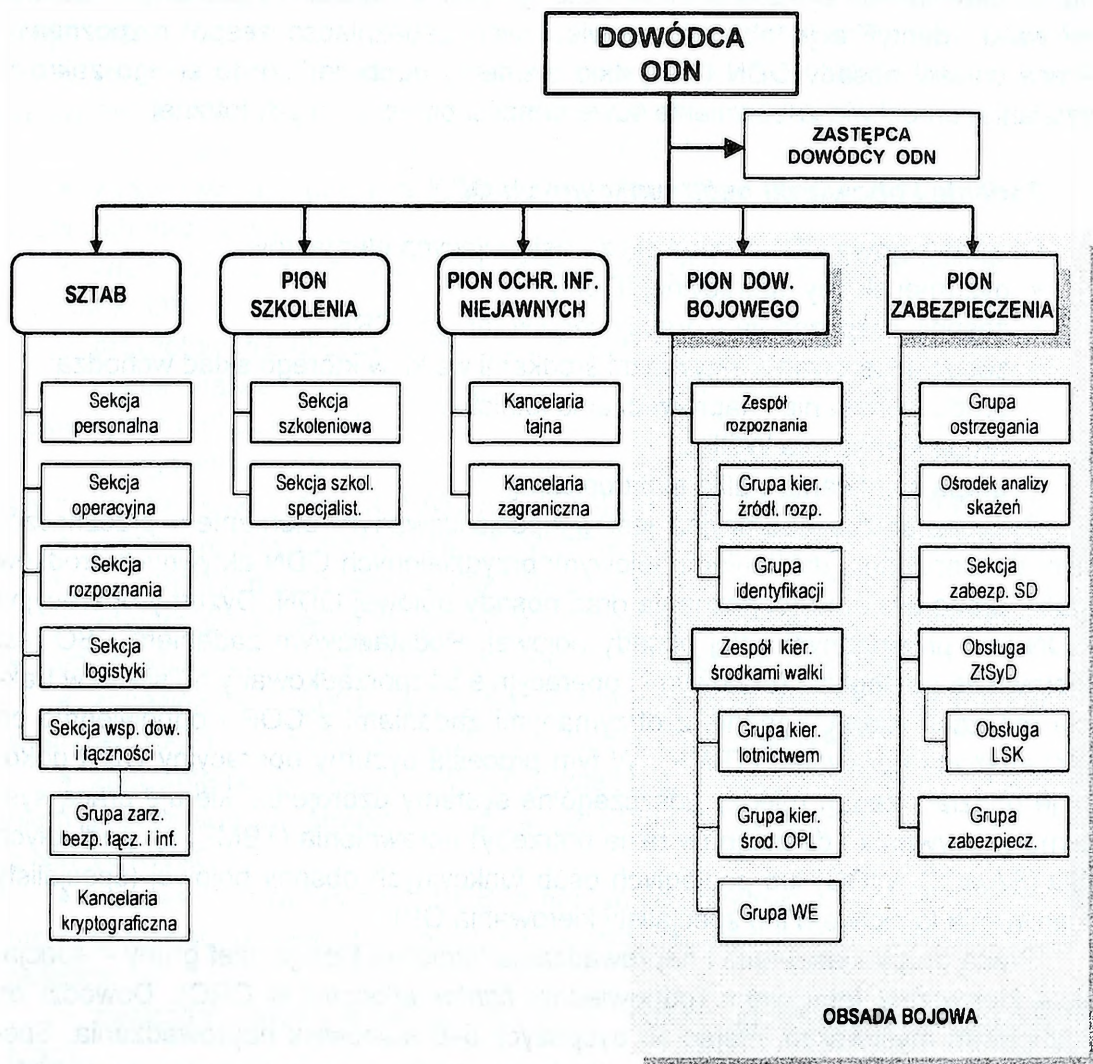 DOWÓDCA
ODN
ZASTĘPCA
DOWÓDCY ODN
SZTAB
PION
SZKOLENIA
PION OCHR. INF.
NIEJAWNYCH
PION DOW.
BOJOWEGO
PION
ZABEZPIECZENIA
Sekcja
personalna
Sekcja
operacyjna
Sekcja
rozpoznania
Sekcja
logistyki
Sekcja wsp. dow.
i łączności
Grupa zarz.
bezp. łącz. i inf.
Kancelaria
kryptograficzna
Sekcja
szkoleniowa
Sekcja szkol.
specjalist.
Kancelaria
tajna
Kancelaria
zagraniczna
Zespół
rozpoznania
Grupa kier.
źródł. rozp.
Grupa
identyfikacji
Zespół kier.
środkami walki
Grupa kier.
lotnictwem
Grupa kier.
środ. OPL
Grupa WE
Grupa
ostrzegania
Ośrodek analizy
skażeń
Sekcja
zabezp. SD
Obsługa
ZtSyD
Obsługa
LSK
Grupa
zabezpiecz.
OBSADA BOJOWA